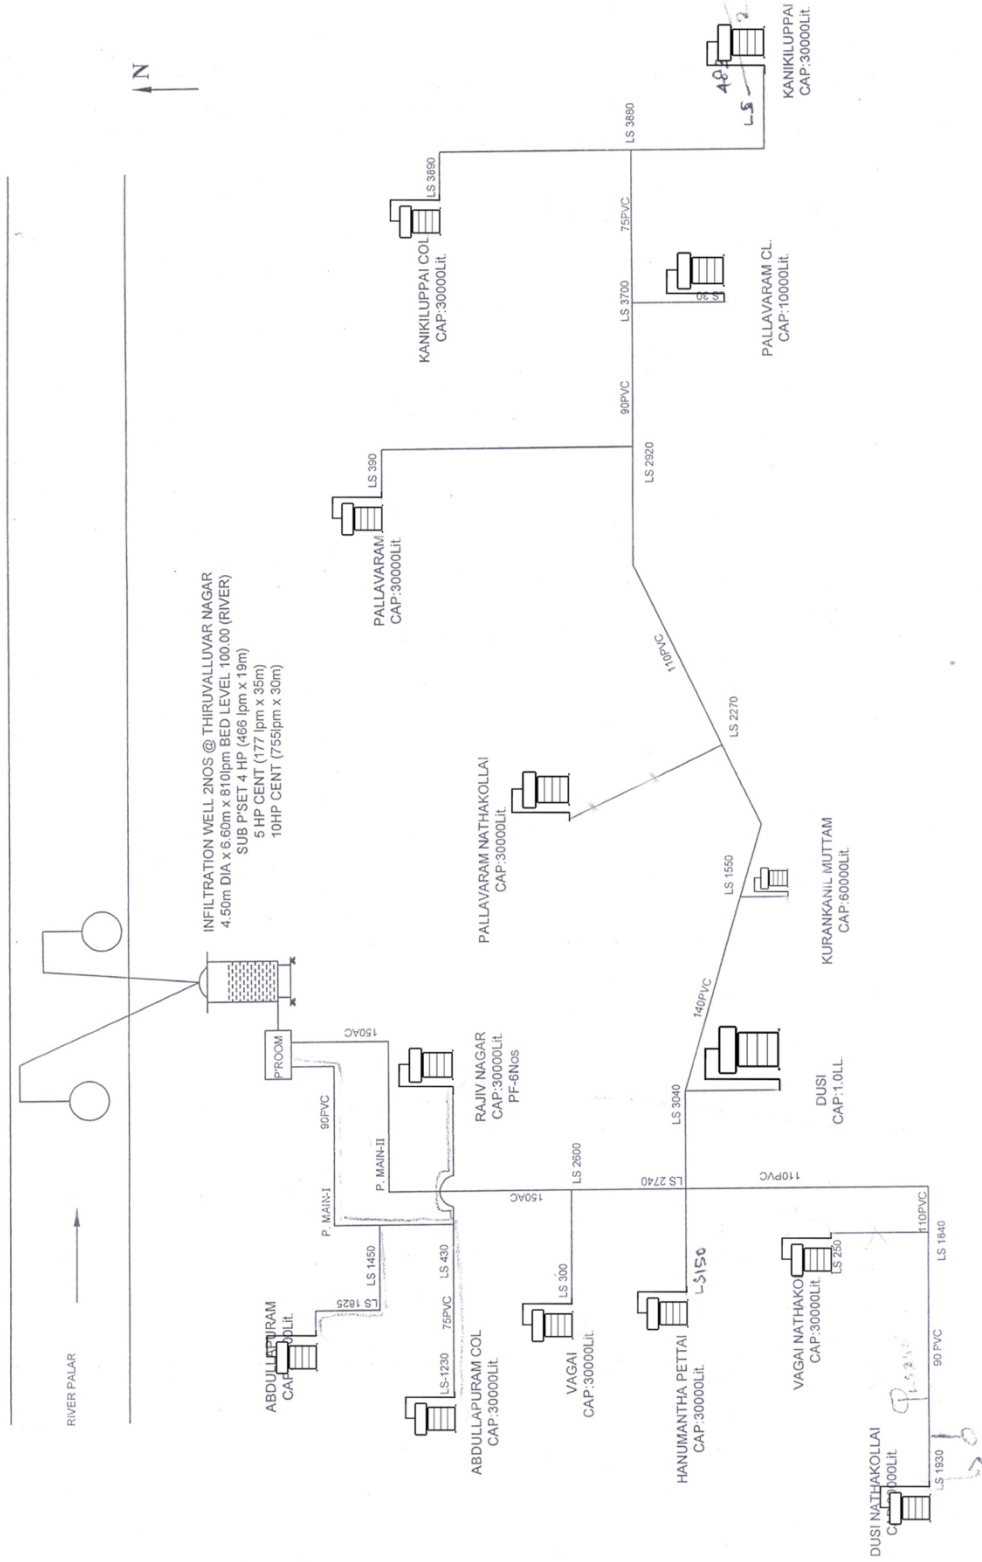 N
RIVER PALAR
INFILTRATION WELL 2NOS @ THIRUVALLUVAR NAGAR
4.50m DIA x 6.60m x 810lpm BED LEVEL 100.00 (RIVER)
SUB P'SET 4 HP (466 lpm x 19m)
5 HP CENT (177 lpm x 35m)
10HP CENT (755lpm x 30m)
P'ROOM
90PVC
150AC
P. MAIN-I
P. MAIN-II
ABDULLAPURAM
LS 1825
LS 1450
RAJIV NAGAR
CAP:30000Lit.
PF-6Nos
LS 430
75PVC
LS-1230
ABDULLAPURAM COL
CAP:30000Lit.
150AC
LS 2600
LS 300
VAGAI
CAP:30000Lit.
LS 2740
LS150
HANUMANTHA PETTAI
CAP:30000Lit.
110PVC
110PVC
LS 1840
LS 250
VAGAI NATHAKO
CAP:30000Lit.
90 PVC
LS 1930
DUSI NATHAKOLLAI
LS 3040
DUSI
CAP:1.0LL.
140PVC
LS 1550
KURANKANIL MUTTAM
CAP:60000Lit.
LS 2270
PALLAVARAM NATHAKOLLAI
CAP:30000Lit.
110PVC
LS 2920
LS 390
PALLAVARAM
CAP:30000Lit.
90PVC
LS 3700
PALLAVARAM CL.
CAP:10000Lit.
75PVC
LS 3880
LS 3890
KANIKILUPPAI COL
CAP:30000Lit.
LS
KANIKILUPPAI
CAP:30000Lit.